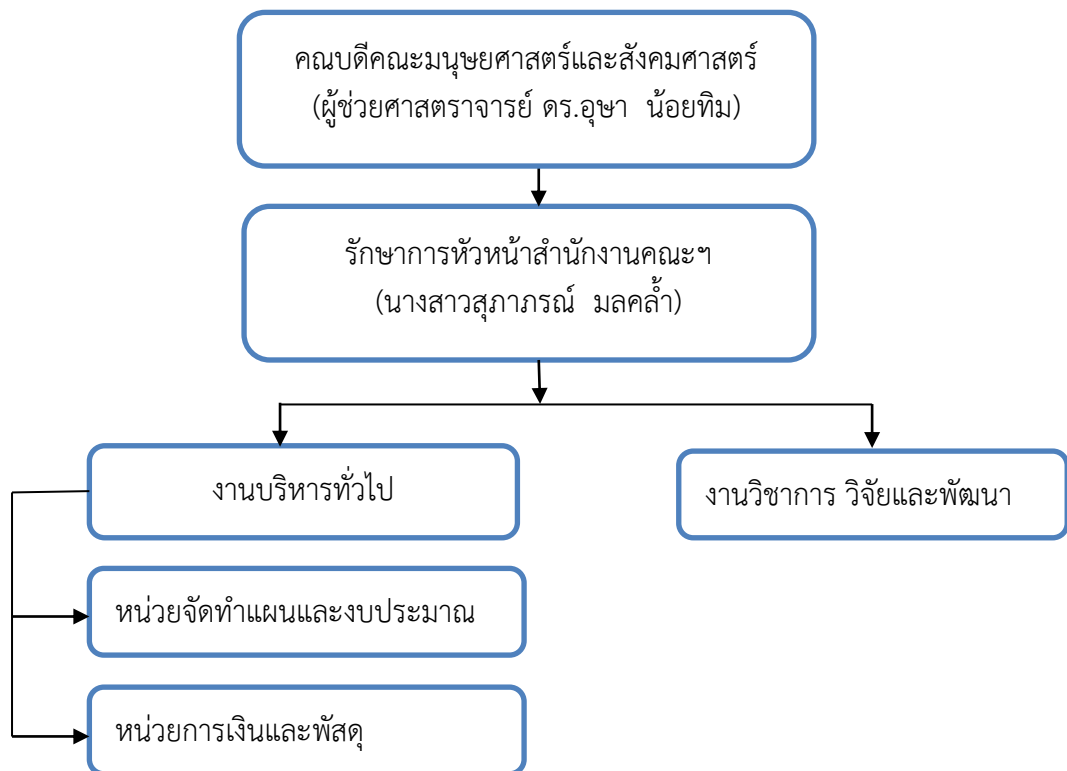 คณบดีคณะมนุษยศาสตร์และสังคมศาสตร์
(ผู้ช่วยศาสตราจารย์ ดร.อุษา น้อยทิม)
รักษาการหัวหน้าสำนักงานคณะฯ
(นางสาวสุภาภรณ์ มลคล้ำ)
งานบริหารทั่วไป
งานวิชาการ วิจัยและพัฒนา
หน่วยจัดทำแผนและงบประมาณ
หน่วยการเงินและพัสดุ